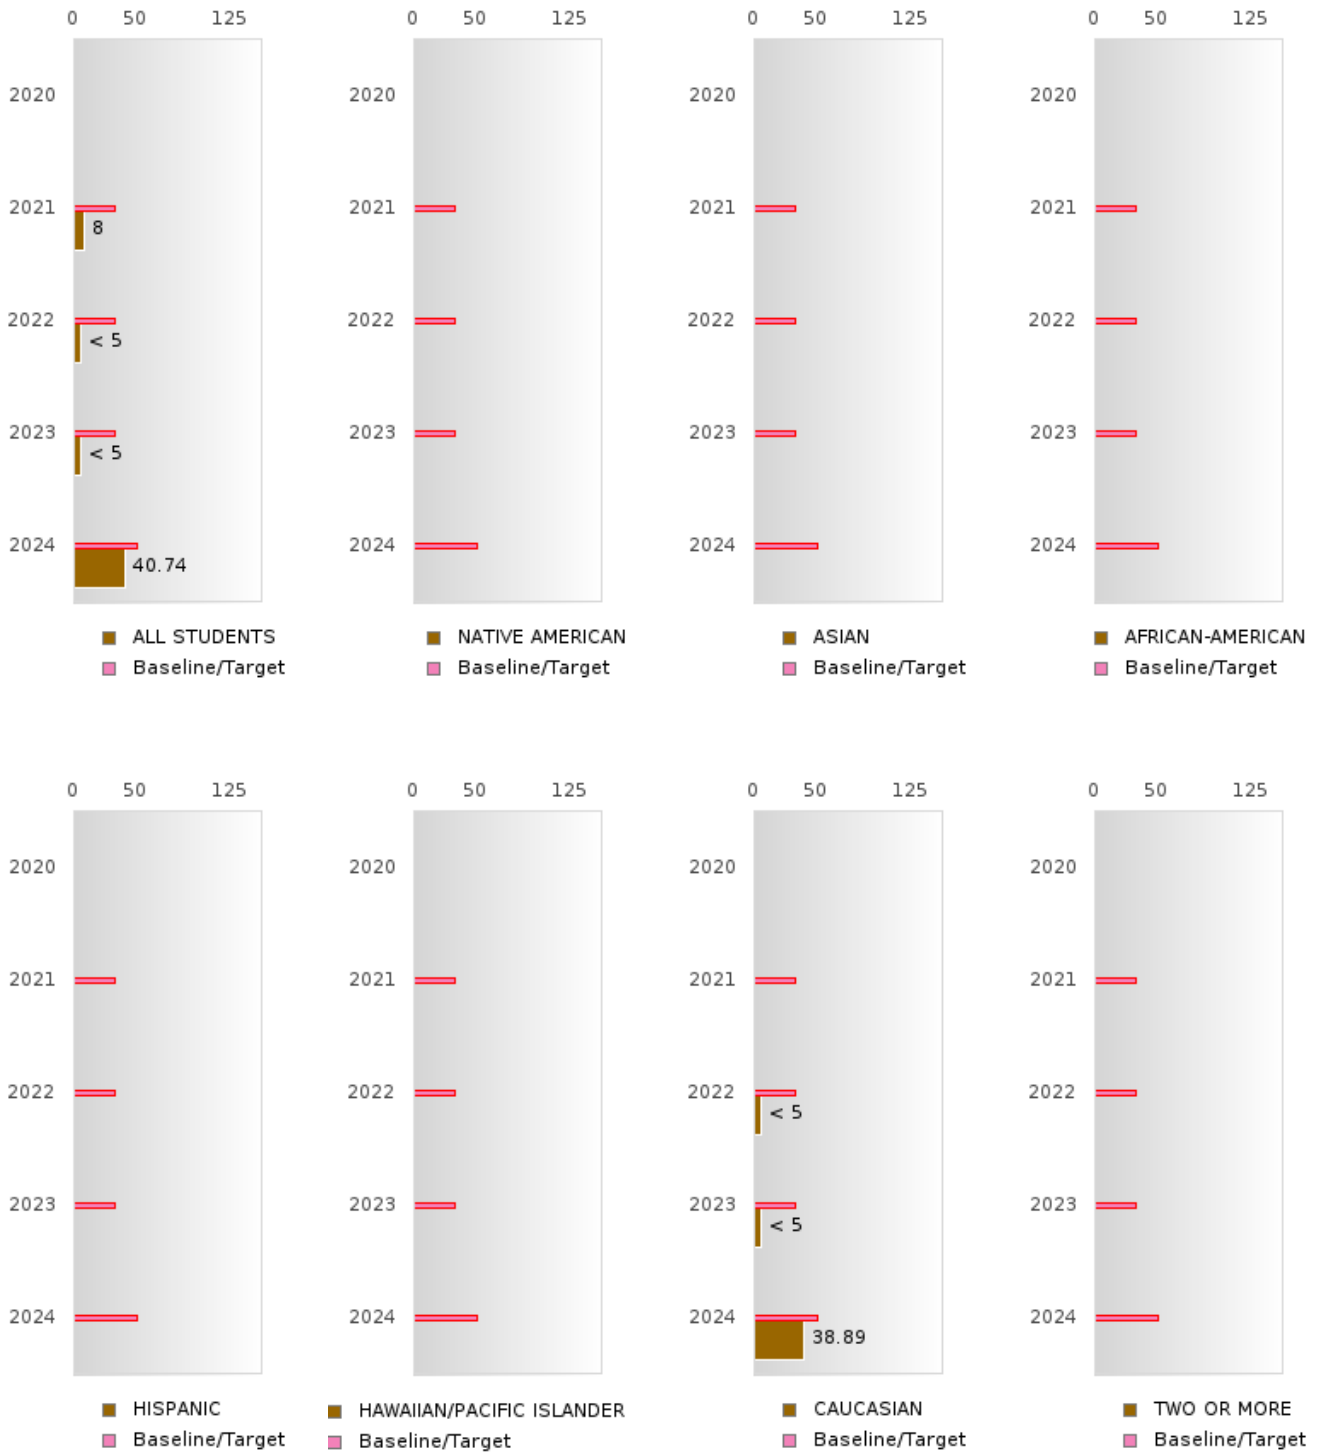 0 50 125 0 50 125 0 50 125 0 50 125
2020 2020 2020 2020
2021 2021 2021 2021
8
2022 2022 2022 2022
< 5
2023 2023 2023 2023
< 5
2024 2024 2024 2024
40.74
ALL STUDENTS NATIVE AMERICAN ASIAN AFRICAN-AMERICAN
Baseline/Target Baseline/Target Baseline/Target Baseline/Target
0 50 125 0 50 125 0 50 125 0 50 125
2020 2020 2020 2020
2021 2021 2021 2021
2022 2022 2022 2022
< 5
2023 2023 2023 2023
< 5
2024 2024 2024 2024
38.89
HISPANIC HAWAIIAN/PACIFIC ISLANDER CAUCASIAN TWO OR MORE
Baseline/Target Baseline/Target Baseline/Target Baseline/Target